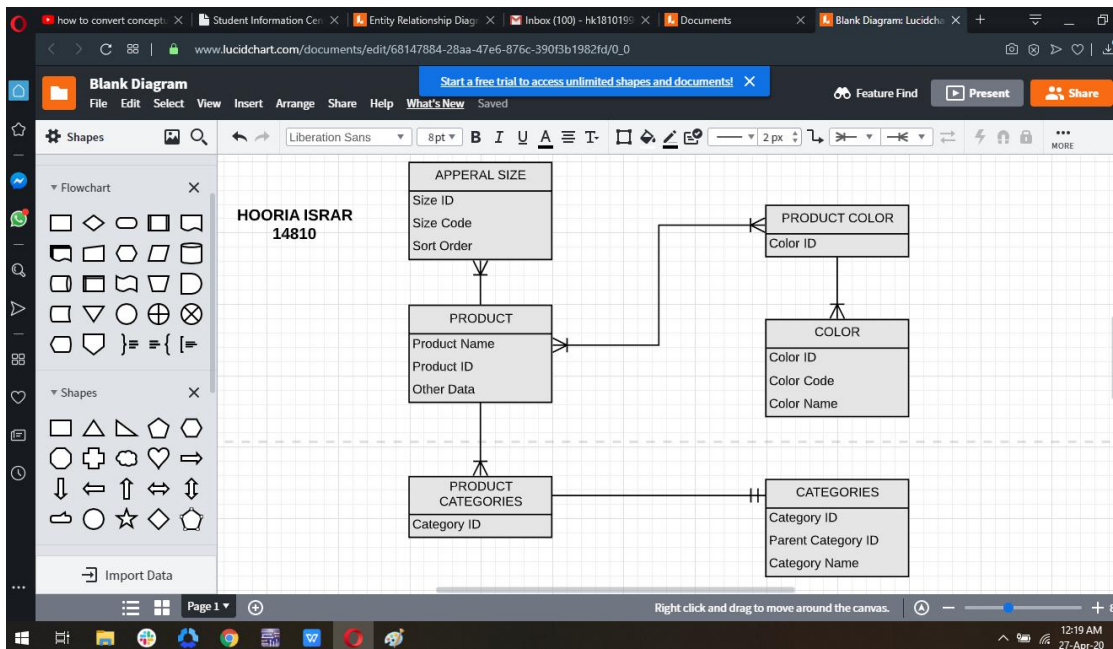 how to convert concept
Student Information Cen
Entity Relationship Diagr
Inbox (100) - hk1810199
Documents
Blank Diagram: Lucidcha
www.lucidchart.com/documents/edit/68147884-28aa-47e6-876c-390f3b1982fd/0_0
Blank Diagram
Start a free trial to access unlimited shapes and documents!
File Edit Select View Insert Arrange Share Help What's New Saved
Feature Find
Present
Share
Shapes
Liberation Sans
8pt
B I U A
2 px
MORE
Flowchart
Shapes
Import Data
HOORIA ISRAR
14810
APPERAL SIZE
Size ID
Size Code
Sort Order
PRODUCT
Product Name
Product ID
Other Data
PRODUCT
CATEGORIES
Category ID
PRODUCT COLOR
Color ID
COLOR
Color ID
Color Code
Color Name
CATEGORIES
Category ID
Parent Category ID
Category Name
Page 1
Right click and drag to move around the canvas.
12:19 AM
27-Apr-20